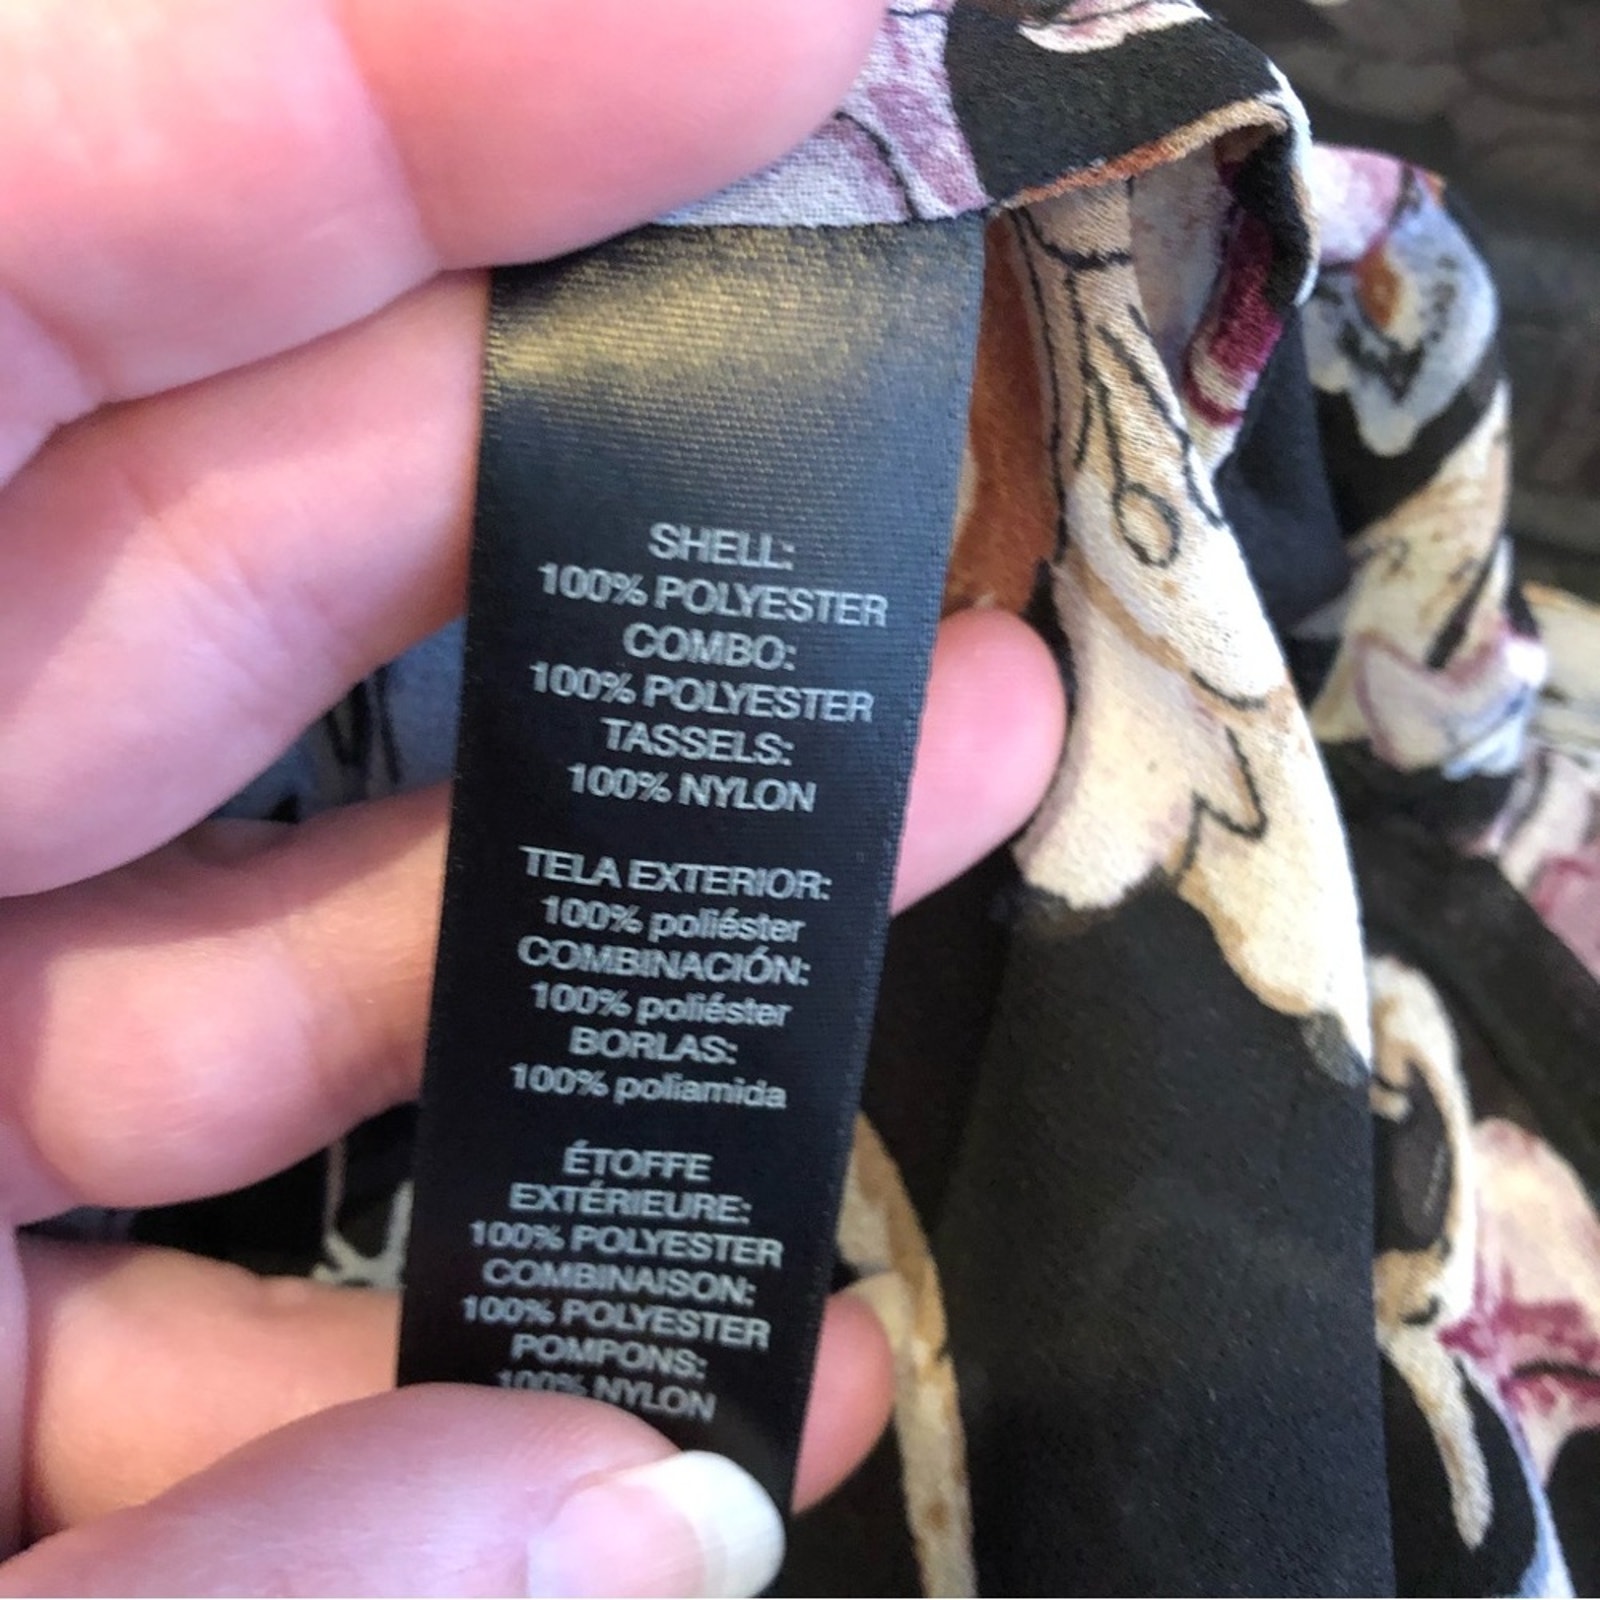 SHELL:
100% POLYESTER
COMBO:
100% POLYESTER
TASSELS:
100% NYLON
TELA EXTERIOR:
100% poliéster
COMBINACIÓN:
100% poliéster
BORLAS:
100% poliamida
ÉTOFFE
EXTÉRIEURE:
100% POLYESTER
COMBINAISON:
100% POLYESTER
POMPONS:
100% NYLON